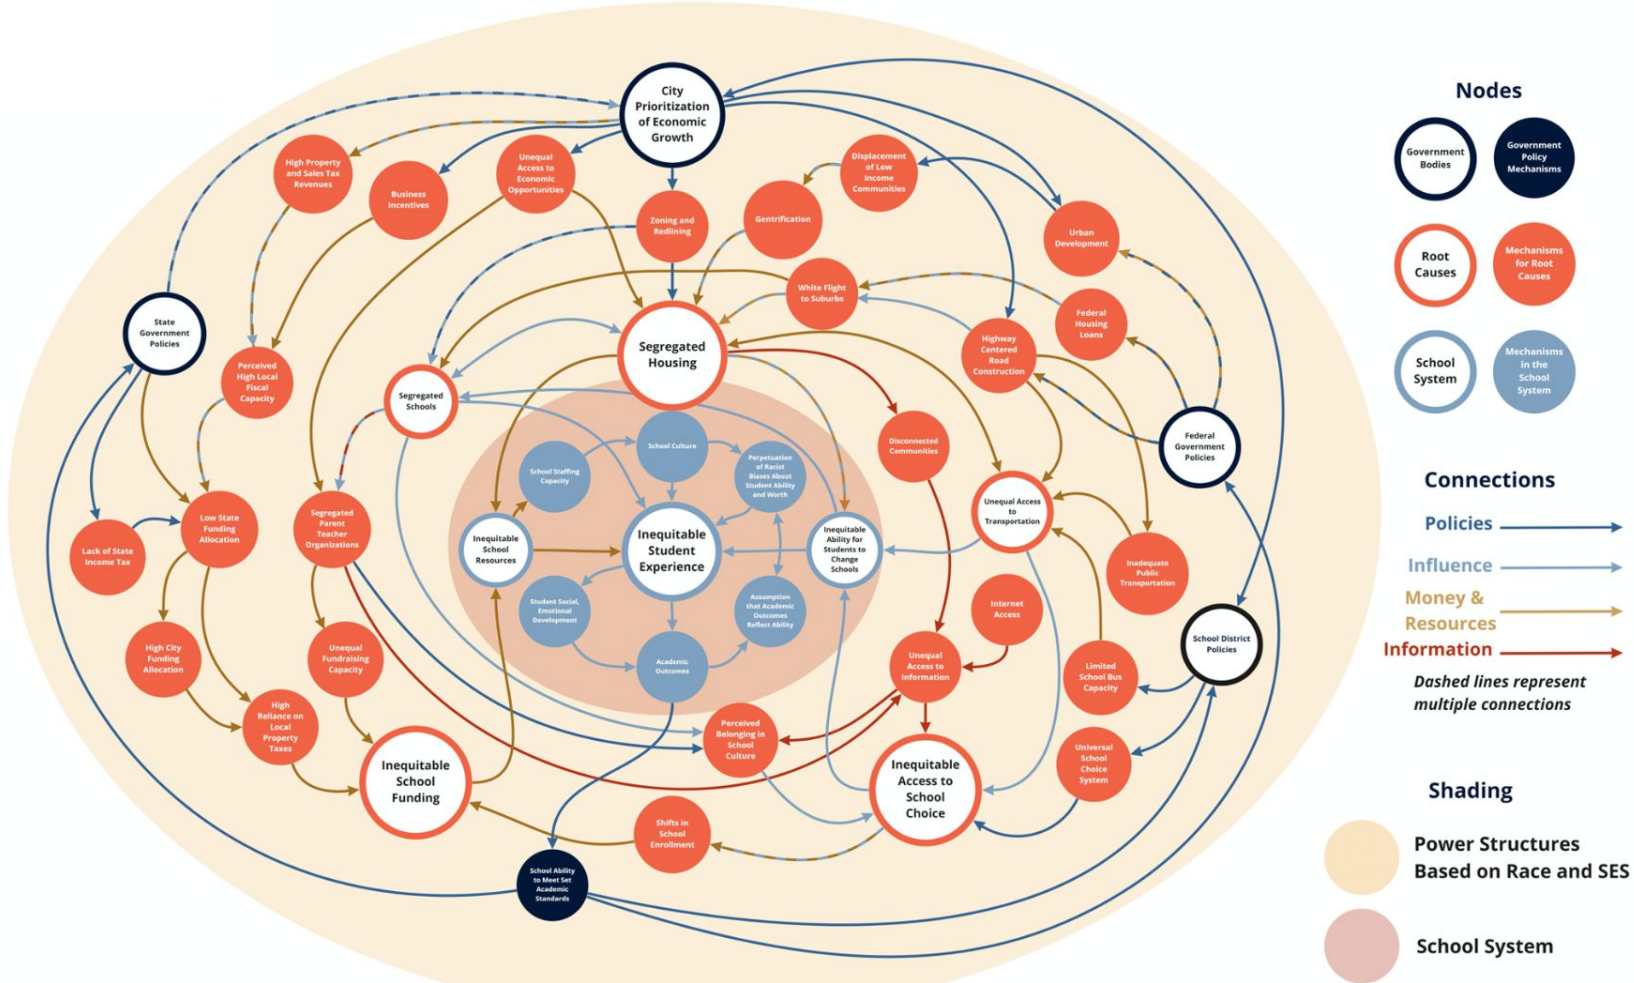 City
Prioritization
of Economic
Growth
High Property
and Sales Tax
Revenues
Business
Incentives
Unequal
Access to
Economic
Opportunities
Zoning and
Redlining
Gentrification
Displacement
of Low
Income
Communities
Urban
Development
White Flight
to Suburbs
Federal
Housing
Loans
Highway
Centered
Road
Construction
State
Government
Policies
Perceived
High Local
Fiscal
Capacity
Segregated
Housing
Segregated
Schools
Federal
Government
Policies
Disconnected
Communities
School Culture
School Staffing
Capacity
Perpetuation
of Racist
Biases About
Student Ability
and Worth
Unequal Access
to
Transportation
Low State
Funding
Allocation
Lack of State
Income Tax
Segregated
Parent
Teacher
Organizations
Inequitable
School
Resources
Inequitable
Student
Experience
Inequitable
Ability for
Students to
Change
Schools
Inadequate
Public
Transportation
Student Social,
Emotional
Development
Assumption
that Academic
Outcomes
Reflect Ability
Internet
Access
School District
Policies
High City
Funding
Allocation
Unequal
Fundraising
Capacity
Academic
Outcomes
Unequal
Access to
Information
Limited
School Bus
Capacity
High
Reliance on
Local
Property
Taxes
Perceived
Belonging in
School
Culture
Universal
School
Choice
System
Inequitable
School
Funding
Inequitable
Access to
School
Choice
Shifts in
School
Enrollment
School Ability
to Meet Set
Academic
Standards
Nodes
Government
Bodies
Government
Policy
Mechanisms
Root
Causes
Mechanisms
for Root
Causes
School
System
Mechanisms
in the
School
System
Connections
Policies
Influence
Money &
Resources
Information
Dashed lines represent
multiple connections
Shading
Power Structures
Based on Race and SES
School System